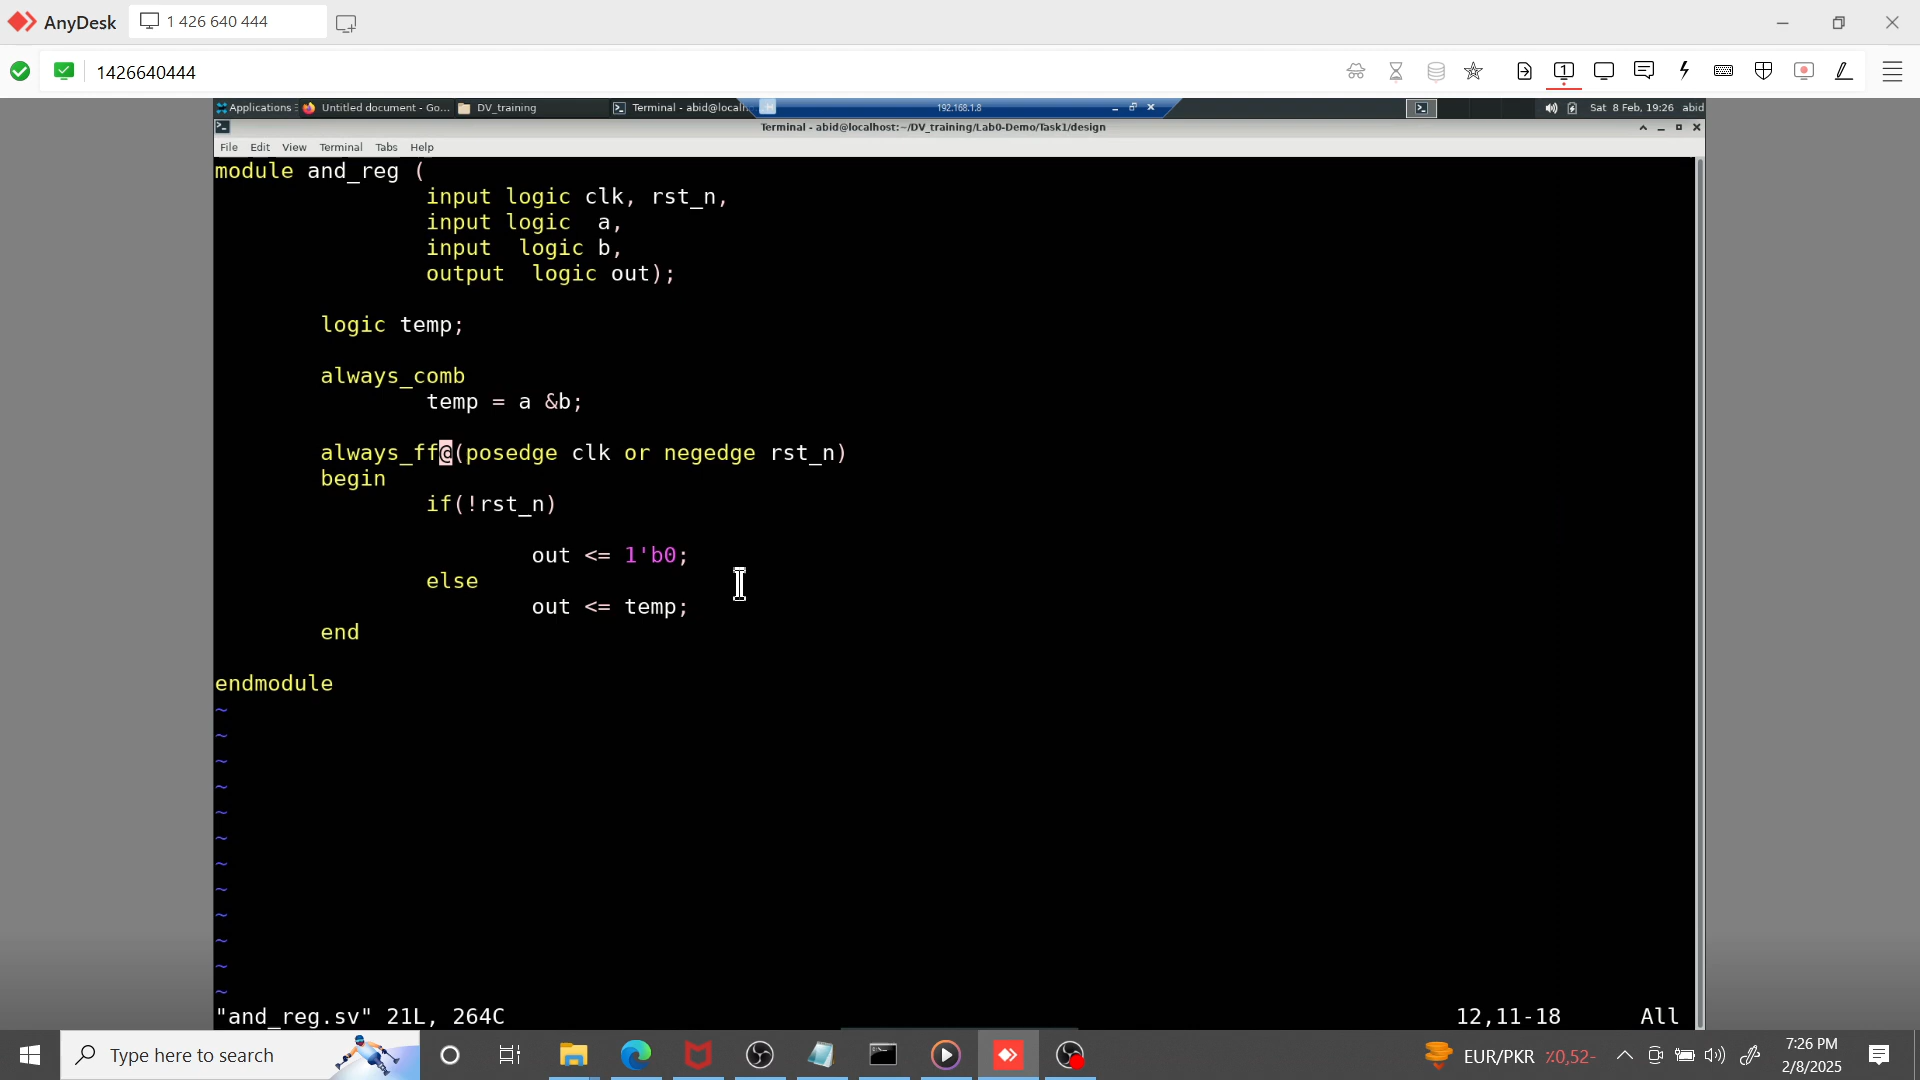 AnyDesk 1 426 640 444
1426640444
Applications Untitled document - Go... DV_training Terminal - abid@localh... 192.168.1.8 Sat 8 Feb, 19:26 abid
Terminal - abid@localhost:~/DV_training/Lab0-Demo/Task1/design
File Edit View Terminal Tabs Help
module and_reg (
input logic clk, rst_n,
input logic  a,
input  logic b,
output  logic out);
logic temp;
always_comb
temp = a &b;
always_ff@(posedge clk or negedge rst_n)
begin
if(!rst_n)
out <= 1'b0;
else
out <= temp;
end
endmodule
~
~
~
~
~
~
~
~
~
~
~
~
"and_reg.sv" 21L, 264C 12,11-18 All
Type here to search EUR/PKR ٪0,52- 7:26 PM
2/8/2025